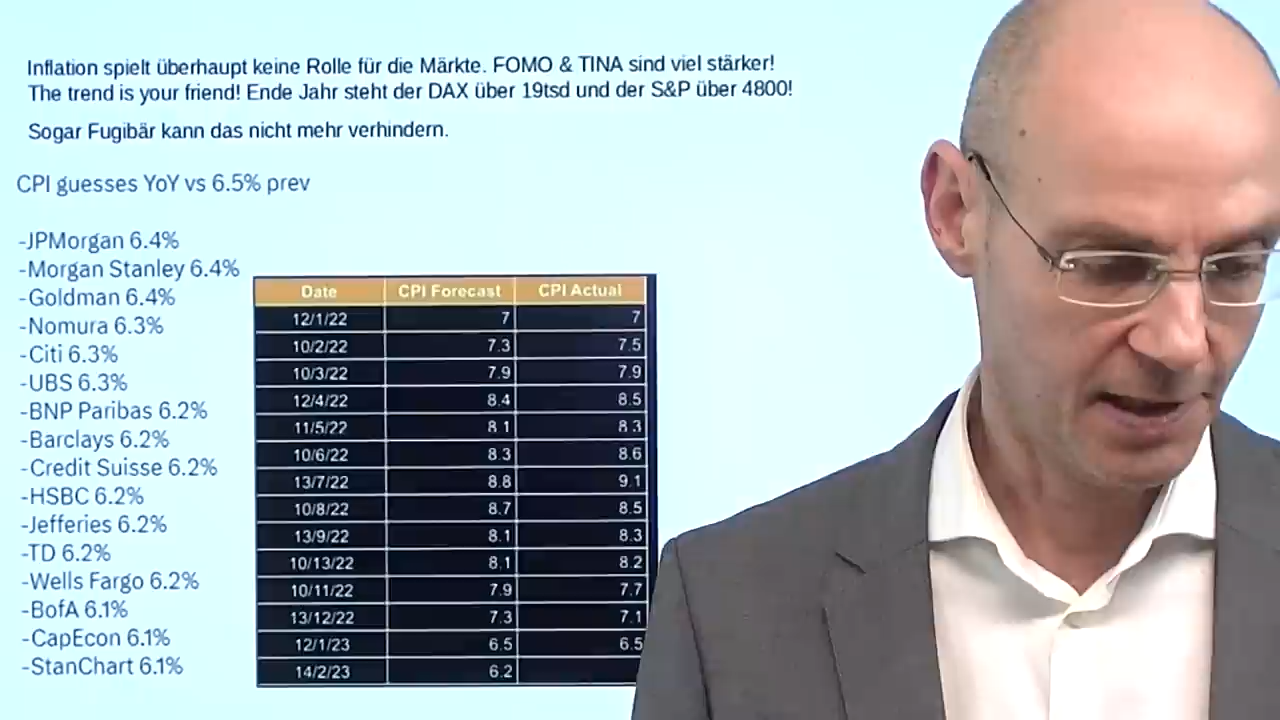 Inflation spielt überhaupt keine Rolle für die Märkte. FOMO & TINA sind viel stärker!
The trend is your friend! Ende Jahr steht der DAX über 19tsd und der S&P über 4800!
Sogar Fugibär kann das nicht mehr verhindern.
CPI guesses YoY vs 6.5% prev
-JPMorgan 6.4%
-Morgan Stanley 6.4%
-Goldman 6.4%
-Nomura 6.3%
-Citi 6.3%
-UBS 6.3%
-BNP Paribas 6.2%
-Barclays 6.2%
-Credit Suisse 6.2%
-HSBC 6.2%
-Jefferies 6.2%
-TD 6.2%
-Wells Fargo 6.2%
-BofA 6.1%
-CapEcon 6.1%
-StanChart 6.1%
Date CPI Forecast CPI Actual
12/1/22 7 7
10/2/22 7.3 7.5
10/3/22 7.9 7.9
12/4/22 8.4 8.5
11/5/22 8.1 8.3
10/6/22 8.3 8.6
13/7/22 8.8 9.1
10/8/22 8.7 8.5
13/9/22 8.1 8.3
10/13/22 8.1 8.2
10/11/22 7.9 7.7
13/12/22 7.3 7.1
12/1/23 6.5 6.5
14/2/23 6.2